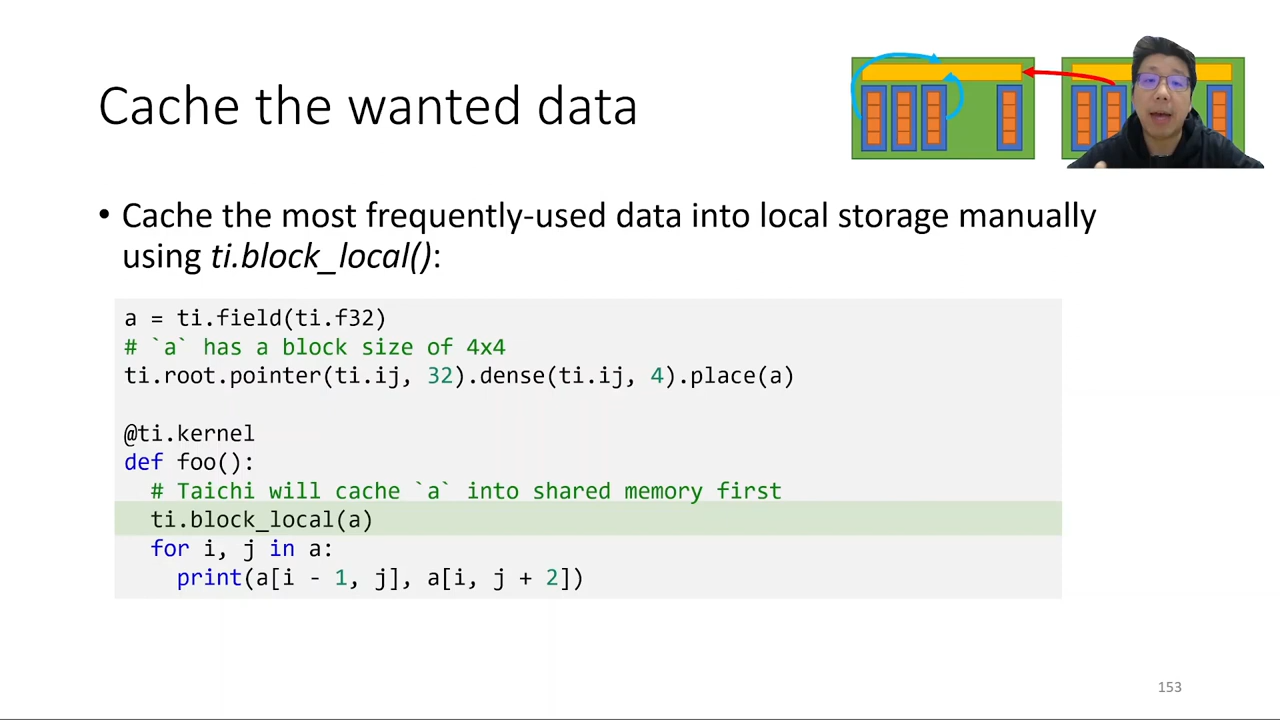 Cache the wanted data
• Cache the most frequently-used data into local storage manually
using ti.block_local():
a = ti.field(ti.f32)
# `a` has a block size of 4x4
ti.root.pointer(ti.ij, 32).dense(ti.ij, 4).place(a)
@ti.kernel
def foo():
  # Taichi will cache `a` into shared memory first
  ti.block_local(a)
  for i, j in a:
    print(a[i - 1, j], a[i, j + 2])
153